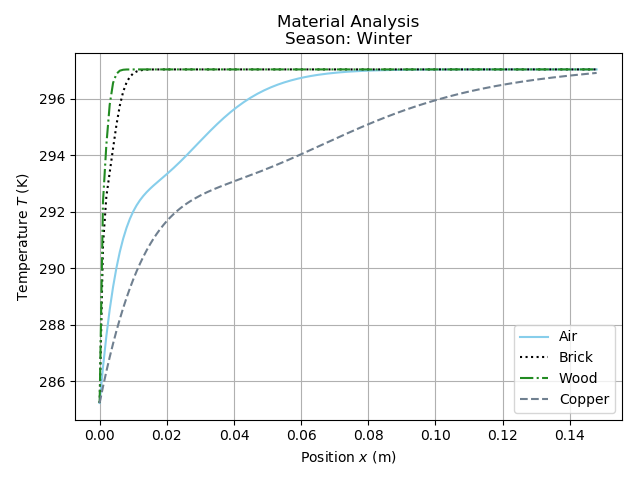 Material Analysis
Season: Winter
Temperature T (K)
296
294
292
290
288
286
0.00 0.02 0.04 0.06 0.08 0.10 0.12 0.14
Position x (m)
Air
Brick
Wood
Copper